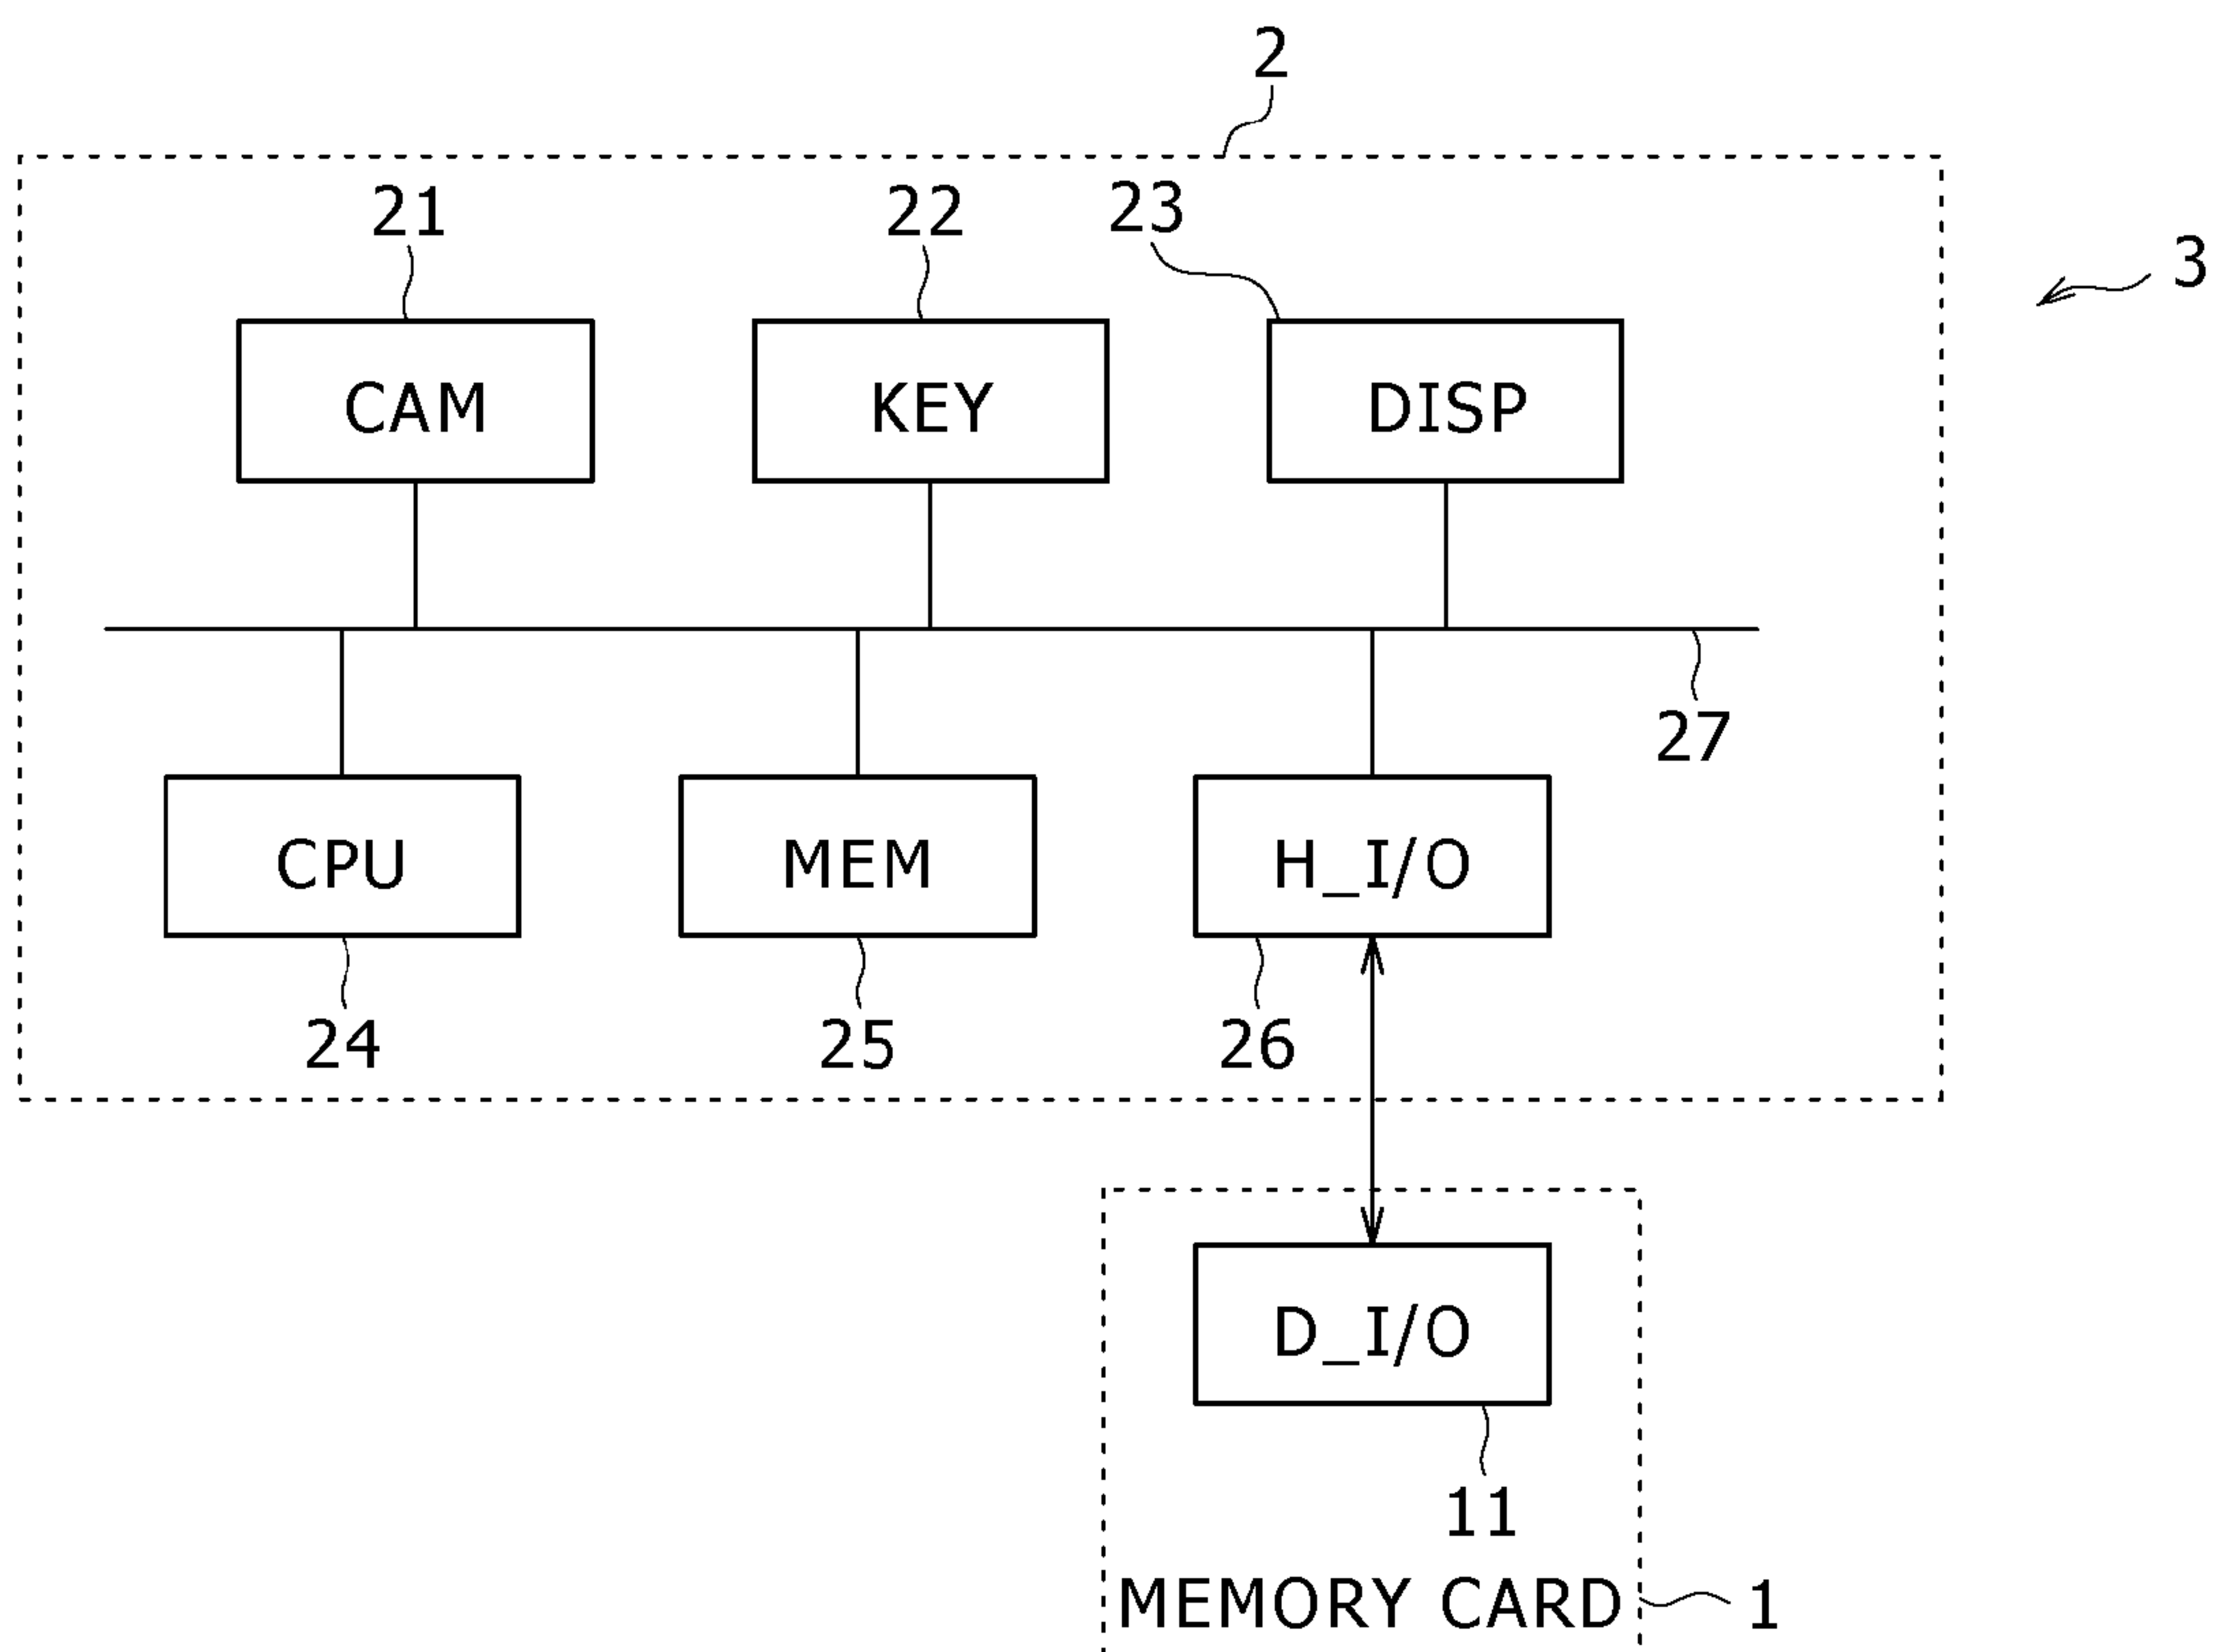 2
21 22 23
3
CAM KEY DISP
27
CPU MEM H_I/O
24 25 26
D_I/O
11
MEMORY CARD 1